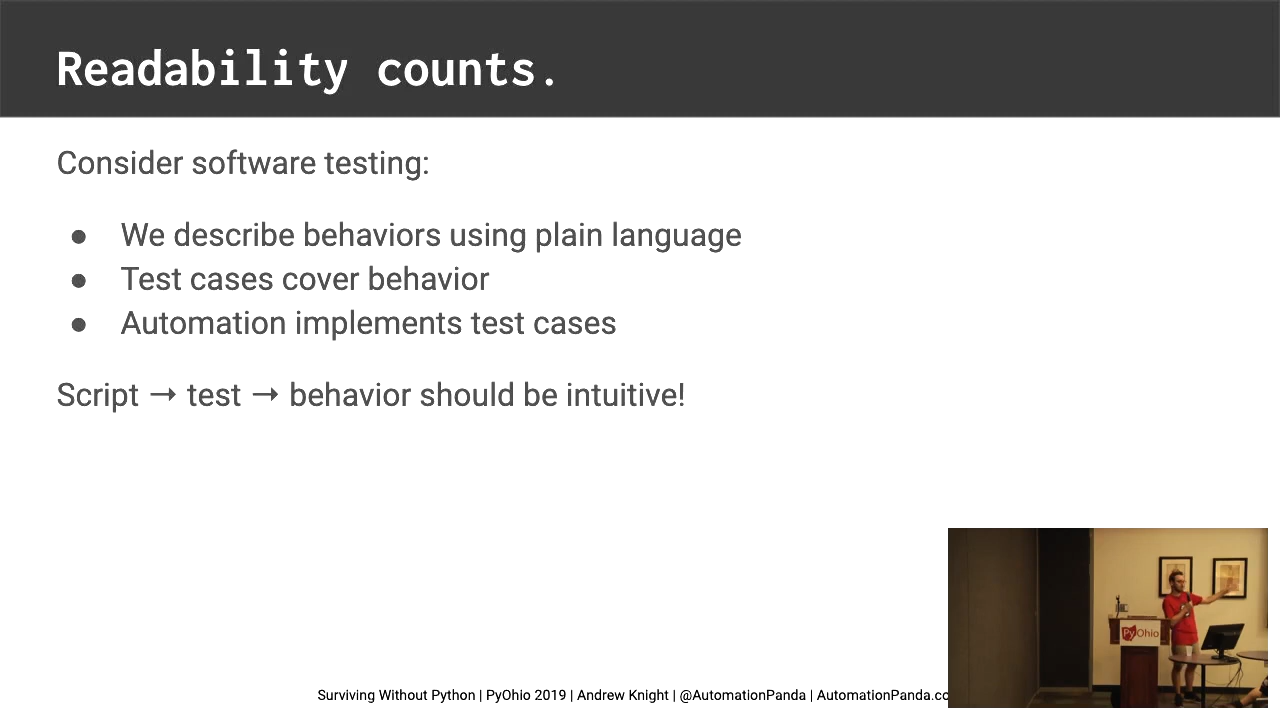 Readability counts.
Consider software testing:
● We describe behaviors using plain language
● Test cases cover behavior
● Automation implements test cases
Script → test → behavior should be intuitive!
Surviving Without Python | PyOhio 2019 | Andrew Knight | @AutomationPanda | AutomationPanda.co
PyOhio